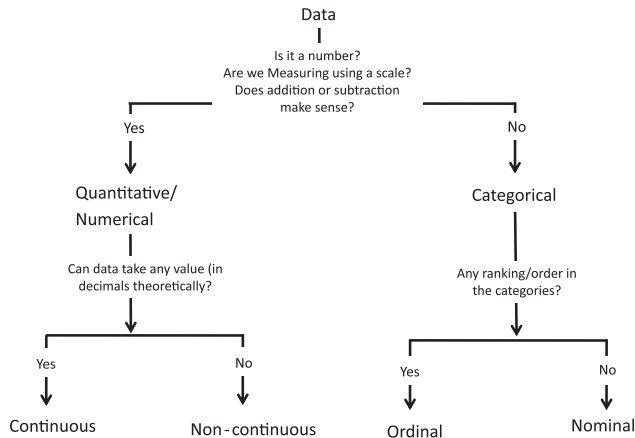 Data
Is it a number?
Are we Measuring using a scale?
Does addition or subtraction
make sense?
Yes
No
Quantitative/
Numerical
Categorical
Can data take any value (in
decimals theoretically?
Any ranking/order in
the categories?
Yes
No
Yes
No
Continuous
Non-continuous
Ordinal
Nominal